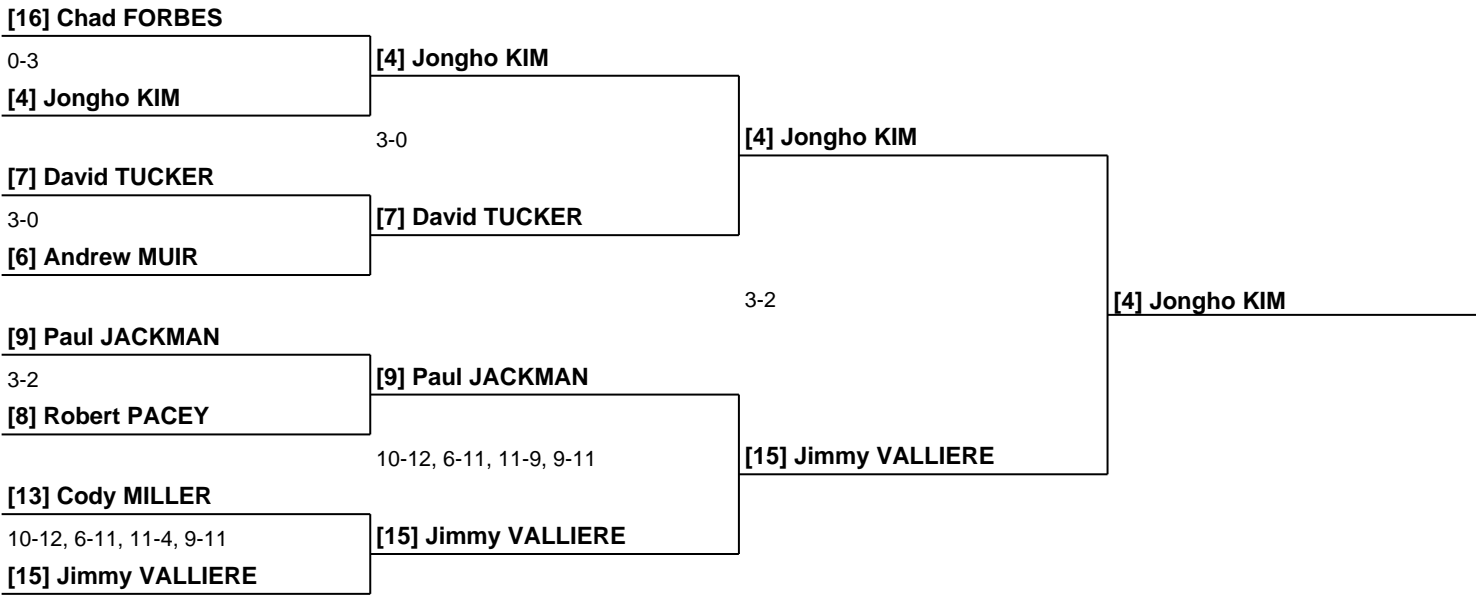 [16] Chad FORBES
0-3
[4] Jongho KIM
[4] Jongho KIM
3-0
[4] Jongho KIM
[7] David TUCKER
3-0
[7] David TUCKER
[6] Andrew MUIR
3-2
[4] Jongho KIM
[9] Paul JACKMAN
3-2
[9] Paul JACKMAN
[8] Robert PACEY
10-12, 6-11, 11-9, 9-11
[15] Jimmy VALLIERE
[13] Cody MILLER
10-12, 6-11, 11-4, 9-11
[15] Jimmy VALLIERE
[15] Jimmy VALLIERE